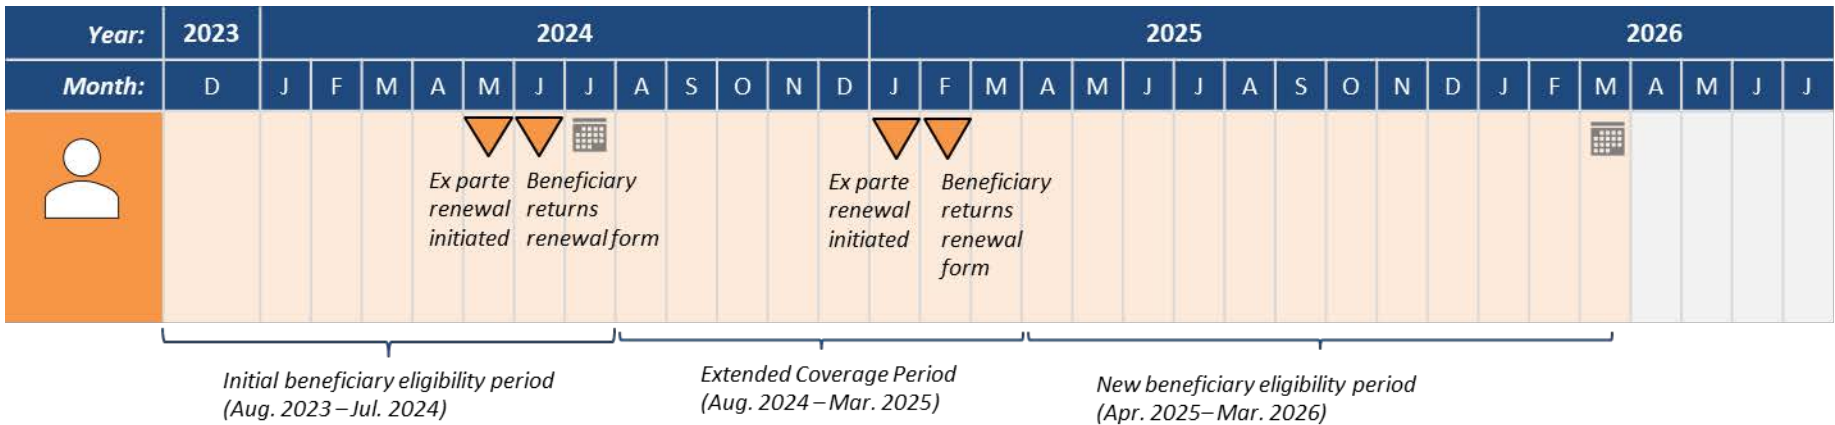 Year: 2023 2024 2025 2026
Month: D J F M A M J J A S O N D J F M A M J J A S O N D J F M A M J J
Ex parte
renewal
initiated
Beneficiary
returns
renewal form
Ex parte
renewal
initiated
Beneficiary
returns
renewal
form
Initial beneficiary eligibility period
(Aug. 2023 – Jul. 2024)
Extended Coverage Period
(Aug. 2024 – Mar. 2025)
New beneficiary eligibility period
(Apr. 2025– Mar. 2026)